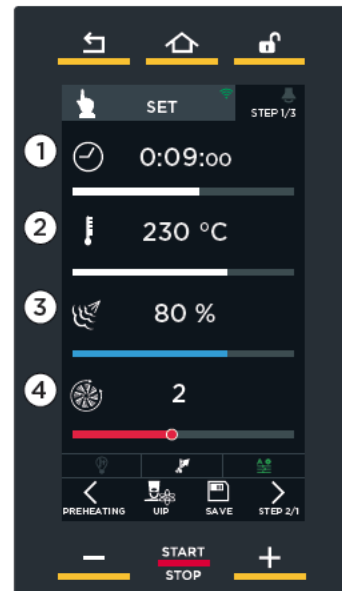 SET
STEP 1/3
1
0:09:00
2
230 °C
3
80 %
4
2
PREHEATING UIP SAVE STEP 2/1
− START +
STOP